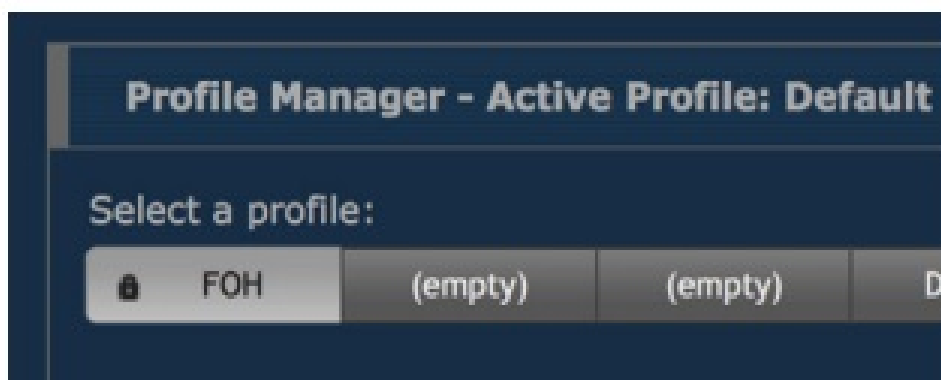 Profile Manager - Active Profile: Default
Select a profile:
FOH (empty) (empty)